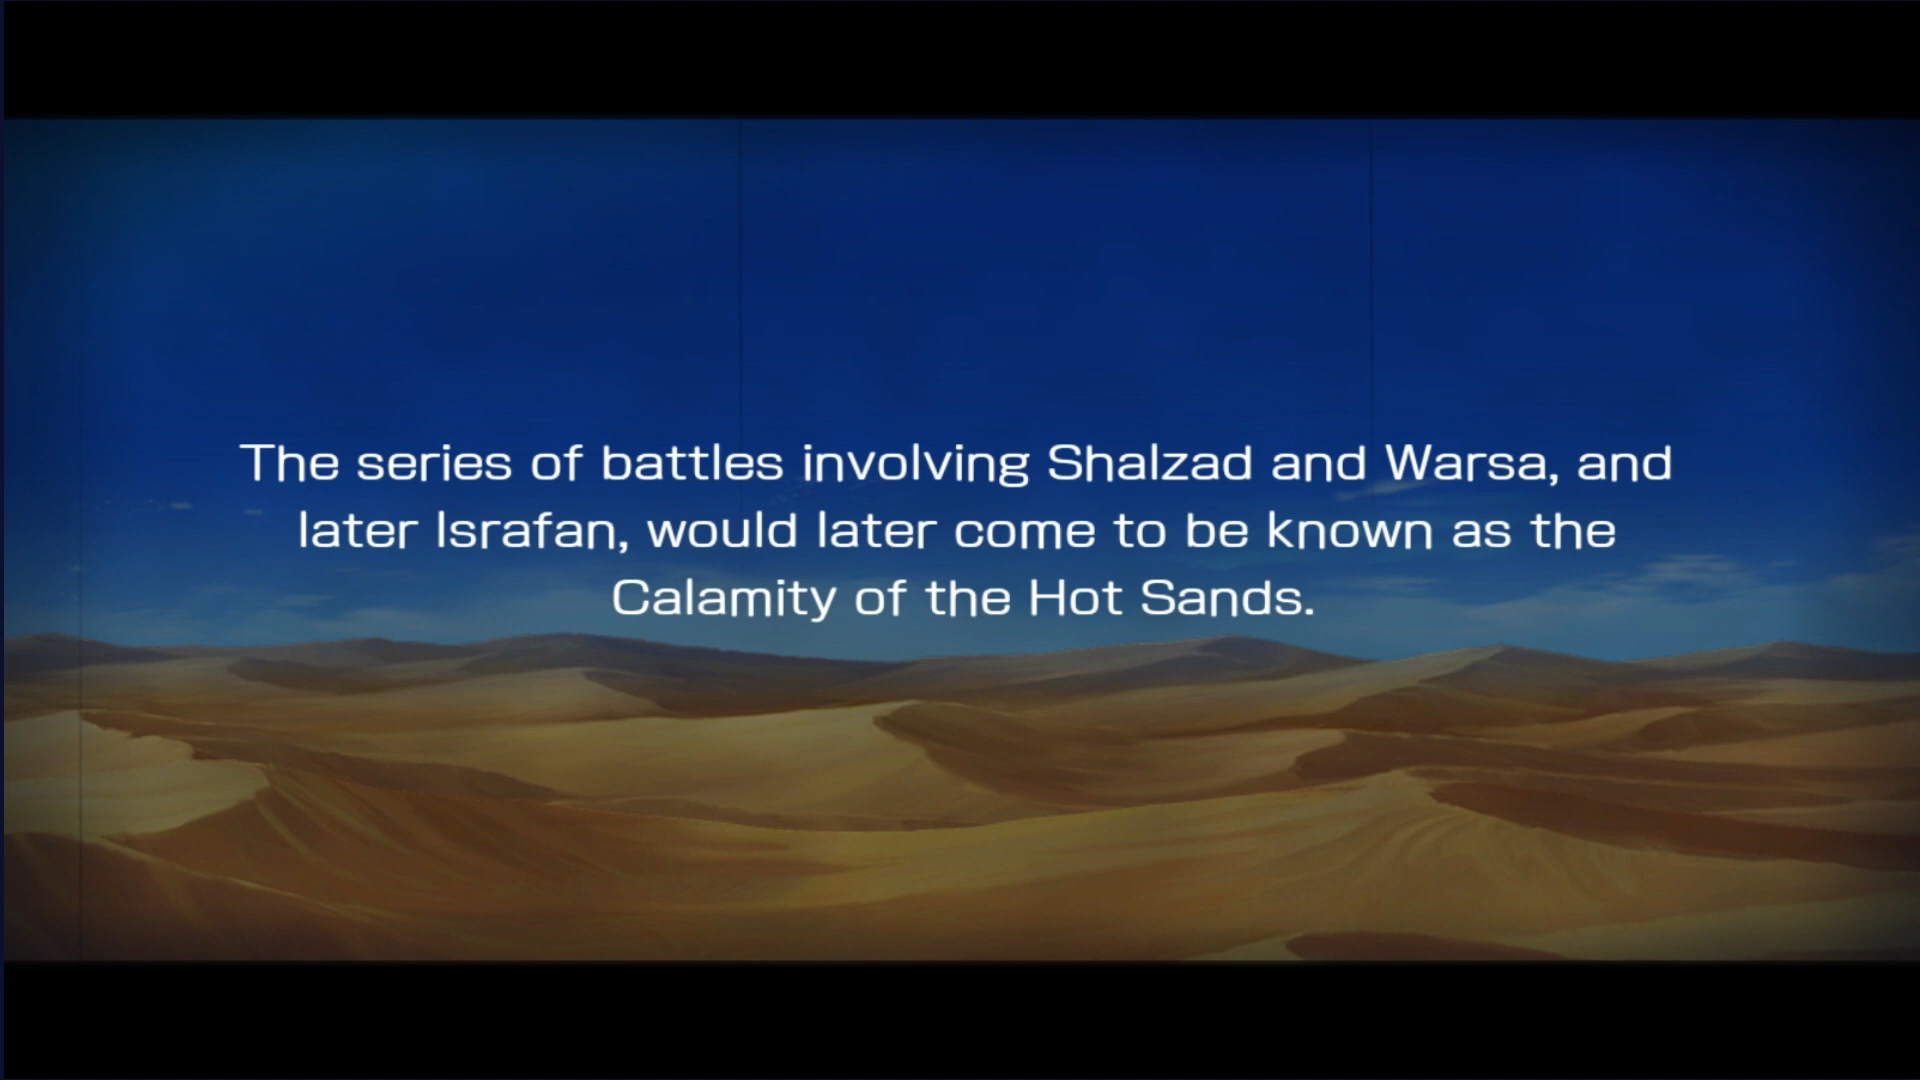 The series of battles involving Shalzad and Warsa, and
later Israfan, would later come to be known as the
Calamity of the Hot Sands.